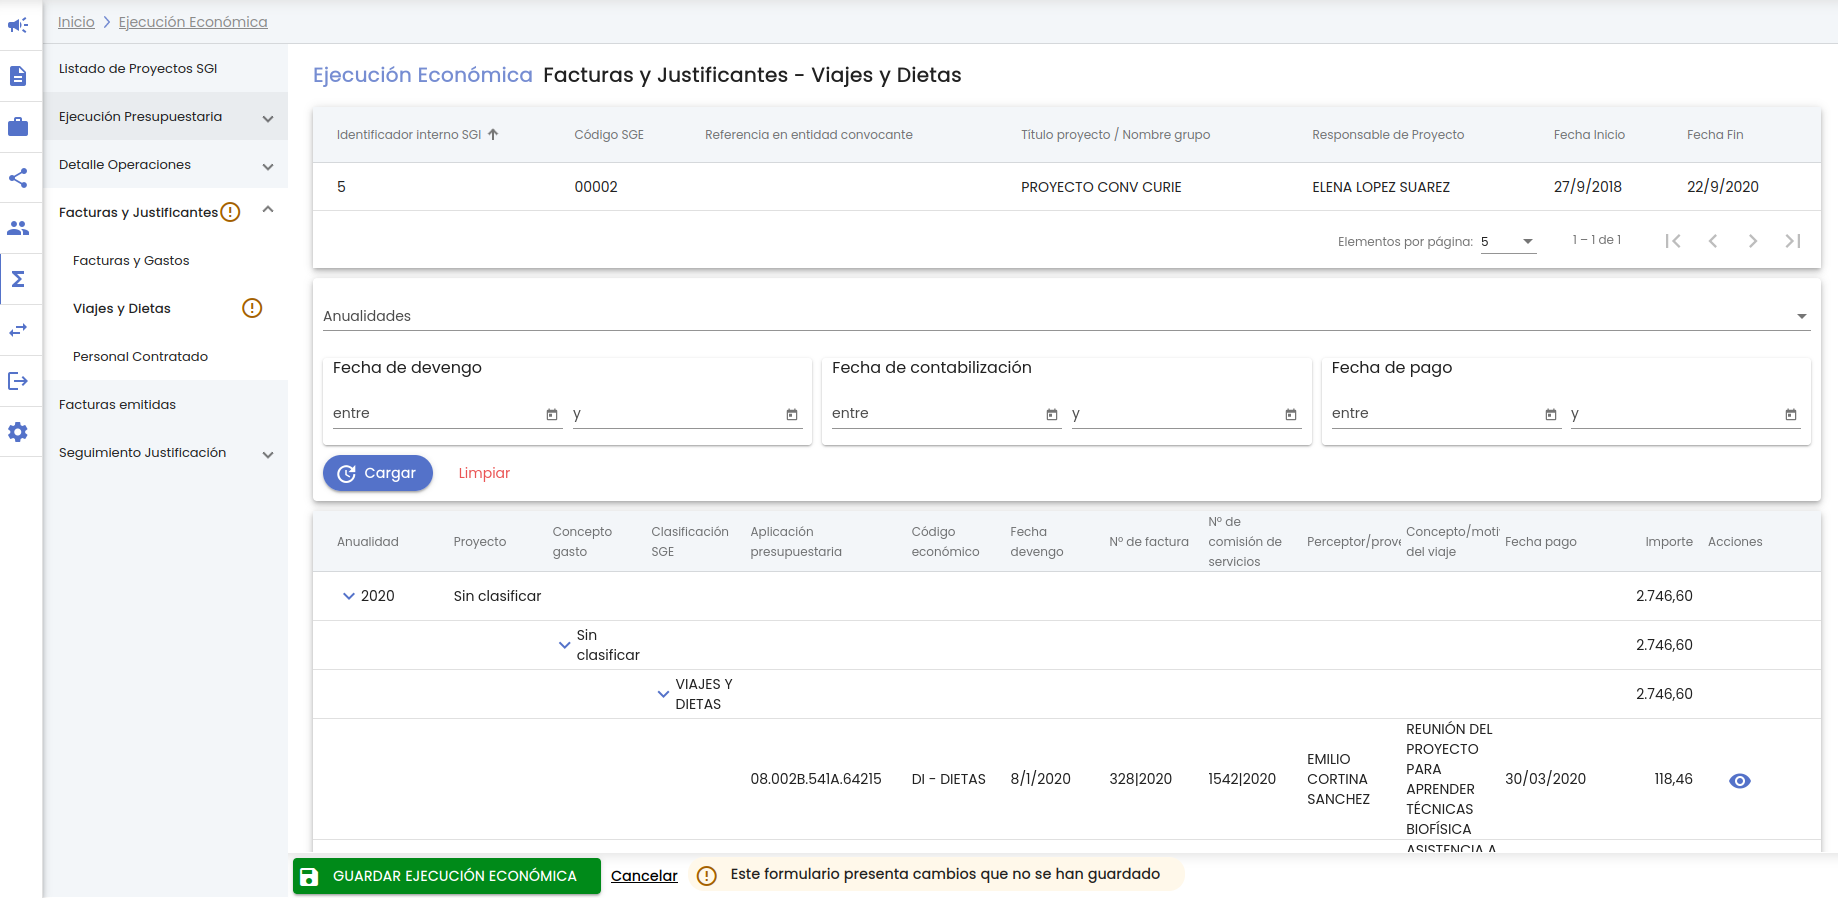 Inicio > Ejecución Económica
Listado de Proyectos SGI
Ejecución Presupuestaria
Detalle Operaciones
Facturas y Justificantes
Facturas y Gastos
Viajes y Dietas
Personal Contratado
Facturas emitidas
Seguimiento Justificación
Ejecución Económica Facturas y Justificantes - Viajes y Dietas
Identificador interno SGI Código SGE Referencia en entidad convocante Título proyecto / Nombre grupo Responsable de Proyecto Fecha Inicio Fecha Fin
5 00002 PROYECTO CONV CURIE ELENA LOPEZ SUAREZ 27/9/2018 22/9/2020
Elementos por página: 5 1 – 1 de 1
Anualidades
Fecha de devengo Fecha de contabilización Fecha de pago
entre y entre y entre y
Cargar Limpiar
Anualidad
Proyecto
Concepto
gasto
Clasificación
SGE
Aplicación
presupuestaria
Código
económico
Fecha
devengo
Nº de factura
Nº de
comisión de
servicios
Perceptor/prove
Concepto/moti
del viaje
Fecha pago
Importe
Acciones
2020 Sin clasificar 2.746,60
Sin
clasificar
2.746,60
VIAJES Y
DIETAS
2.746,60
08.002B.541A.64215 DI - DIETAS 8/1/2020 328|2020 1542|2020
EMILIO
CORTINA
SANCHEZ
REUNIÓN DEL
PROYECTO
PARA
APRENDER
TÉCNICAS
BIOFÍSICA
30/03/2020 118,46
ASISTENCIA A
GUARDAR EJECUCIÓN ECONÓMICA Cancelar Este formulario presenta cambios que no se han guardado